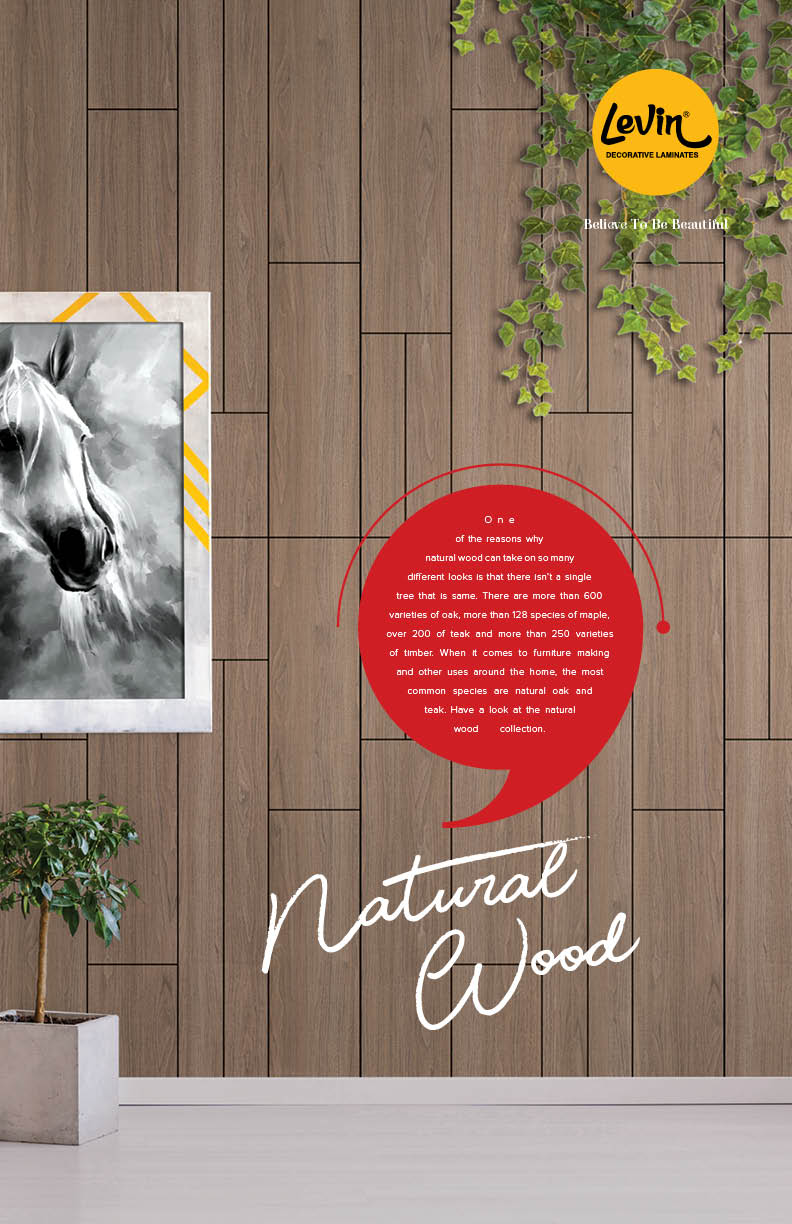 Levin®
DECORATIVE LAMINATES
Believe To Be Beautiful
One
of the reasons why
natural wood can take on so many
different looks is that there isn't a single
tree that is same. There are more than 600
varieties of oak, more than 128 species of maple,
over 200 of teak and more than 250 varieties
of timber. When it comes to furniture making
and other uses around the home, the most
common species are natural oak and
teak. Have a look at the natural
wood collection.
Natural
Wood